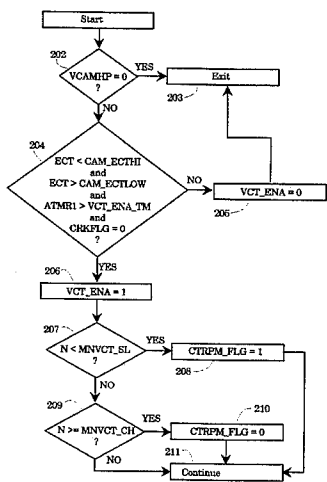 Start
202
VCAMHP = 0
?
YES
Exit
203
NO
204
ECT < CAM_ECTHI
and
ECT > CAM_ECTLOW
and
ATMR1 > VCT_ENA_TM
and
CRKFLG = 0
?
NO
VCT_ENA = 0
205
YES
206
VCT_ENA = 1
207
N < MNVCT_SL
?
YES
CTRPM_FLG = 1
208
NO
209
N >= MNVCT_CH
?
YES
210
CTRPM_FLG = 0
NO
211
Continue